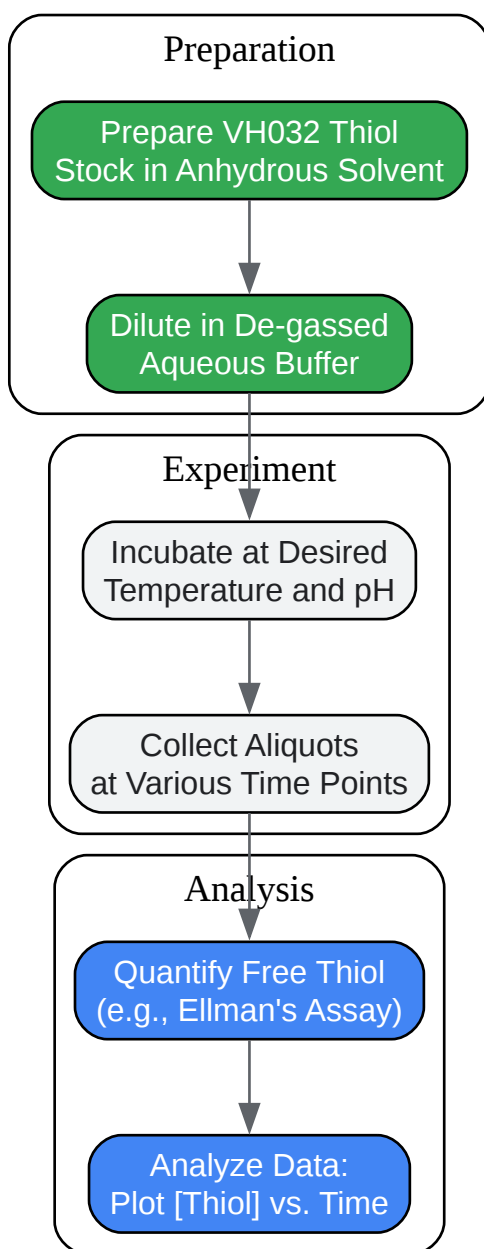 Preparation
Prepare VH032 Thiol
Stock in Anhydrous Solvent
Dilute in De-gassed
Aqueous Buffer
Experiment
Incubate at Desired
Temperature and pH
Collect Aliquots
at Various Time Points
Analysis
Quantify Free Thiol
(e.g., Ellman's Assay)
Analyze Data:
Plot [Thiol] vs. Time